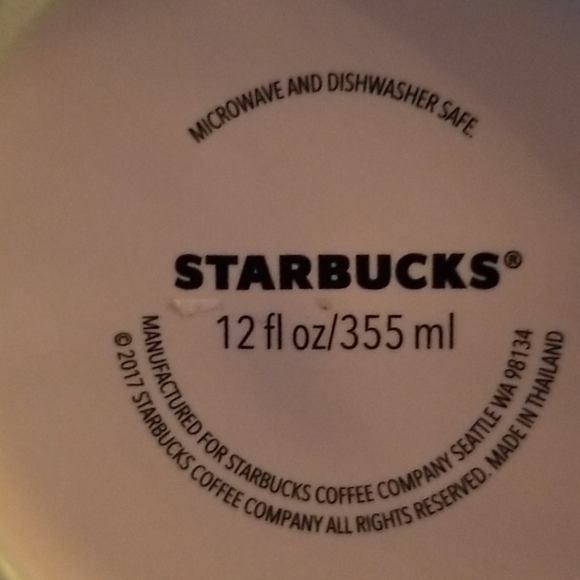 MICROWAVE AND DISHWASHER SAFE.
STARBUCKS®
12 fl oz/355 ml
MANUFACTURED FOR STARBUCKS COFFEE COMPANY SEATTLE WA 98134
© 2017 STARBUCKS COFFEE COMPANY ALL RIGHTS RESERVED. MADE IN THAILAND